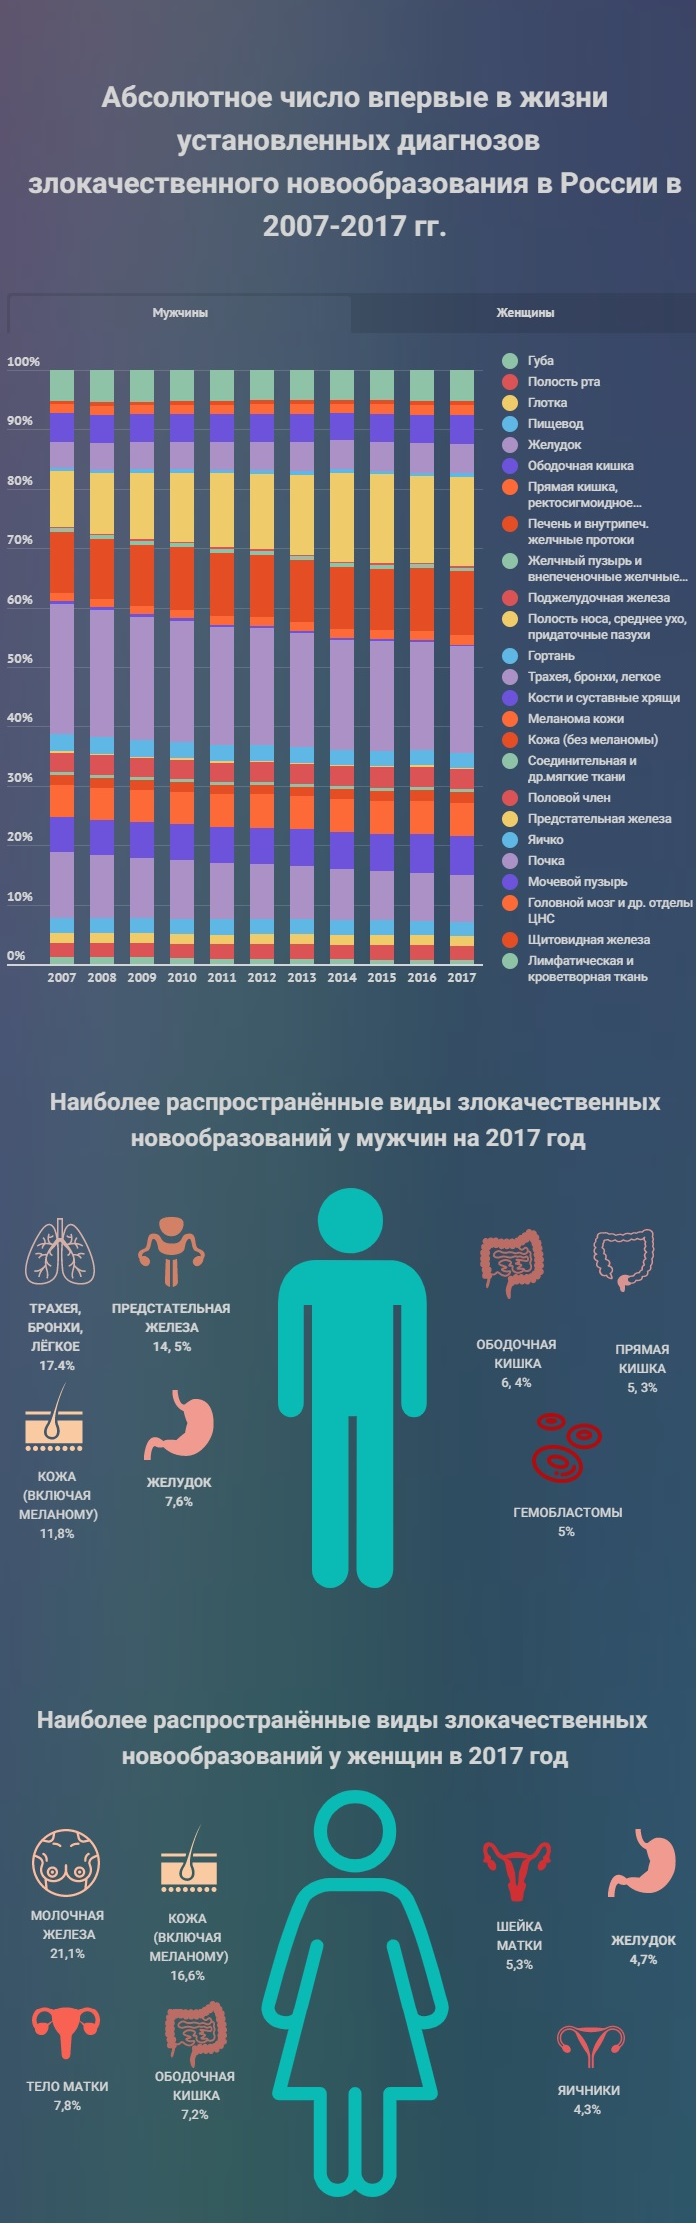 Абсолютное число впервые в жизни
установленных диагнозов
злокачественного новообразования в России в
2007-2017 гг.
Мужчины
Женщины
100%
90%
80%
70%
60%
50%
40%
30%
20%
10%
0%
2007 2008 2009 2010 2011 2012 2013 2014 2015 2016 2017
Губа
Полость рта
Глотка
Пищевод
Желудок
Ободочная кишка
Прямая кишка,
ректосигмоидное...
Печень и внутрипеч.
желчные протоки
Желчный пузырь и
внепеченочные желчные...
Поджелудочная железа
Полость носа, среднее ухо,
придаточные пазухи
Гортань
Трахея, бронхи, легкое
Кости и суставные хрящи
Меланома кожи
Кожа (без меланомы)
Соединительная и
др.мягкие ткани
Половой член
Предстательная железа
Яичко
Почка
Мочевой пузырь
Головной мозг и др. отделы
ЦНС
Щитовидная железа
Лимфатическая и
кроветворная ткань
Наиболее распространённые виды злокачественных
новообразований у мужчин на 2017 год
ТРАХЕЯ,
БРОНХИ,
ЛЁГКОЕ
17.4%
ПРЕДСТАТЕЛЬНАЯ
ЖЕЛЕЗА
14, 5%
ОБОДОЧНАЯ
КИШКА
6, 4%
ПРЯМАЯ
КИШКА
5, 3%
КОЖА
(ВКЛЮЧАЯ
МЕЛАНОМУ)
11,8%
ЖЕЛУДОК
7,6%
ГЕМОБЛАСТОМЫ
5%
Наиболее распространённые виды злокачественных
новообразований у женщин в 2017 год
МОЛОЧНАЯ
ЖЕЛЕЗА
21,1%
КОЖА
(ВКЛЮЧАЯ
МЕЛАНОМУ)
16,6%
ШЕЙКА
МАТКИ
5,3%
ЖЕЛУДОК
4,7%
ТЕЛО МАТКИ
7,8%
ОБОДОЧНАЯ
КИШКА
7,2%
ЯИЧНИКИ
4,3%